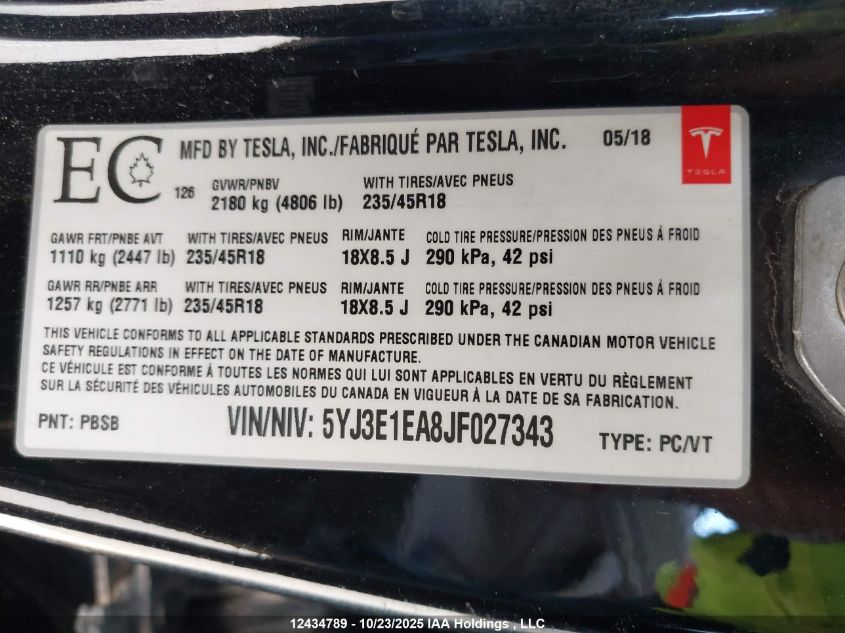 EC MFD BY TESLA, INC./FABRIQUÉ PAR TESLA, INC. 05/18
TESLA
126 GVWR/PNBV WITH TIRES/AVEC PNEUS
2180 kg (4806 lb) 235/45R18
GAWR FRT/PNBE AVT WITH TIRES/AVEC PNEUS RIM/JANTE COLD TIRE PRESSURE/PRESSION DES PNEUS À FROID
1110 kg (2447 lb) 235/45R18 18X8.5 J 290 kPa, 42 psi
GAWR RR/PNBE ARR WITH TIRES/AVEC PNEUS RIM/JANTE COLD TIRE PRESSURE/PRESSION DES PNEUS À FROID
1257 kg (2771 lb) 235/45R18 18X8.5 J 290 kPa, 42 psi
THIS VEHICLE CONFORMS TO ALL APPLICABLE STANDARDS PRESCRIBED UNDER THE CANADIAN MOTOR VEHICLE
SAFETY REGULATIONS IN EFFECT ON THE DATE OF MANUFACTURE.
CE VÉHICULE EST CONFORME À TOUTES LES NORMES QUI LUI SONT APPLICABLES EN VERTU DU RÈGLEMENT
SUR LA SÉCURITÉ DES VÉHICULES AUTOMOBILES DU CANADA EN VIGUEUR À LA DATE DE SA FABRICATION.
PNT: PBSB VIN/NIV: 5YJ3E1EA8JF027343 TYPE: PC/VT
12434789 - 10/23/2025 IAA Holdings , LLC